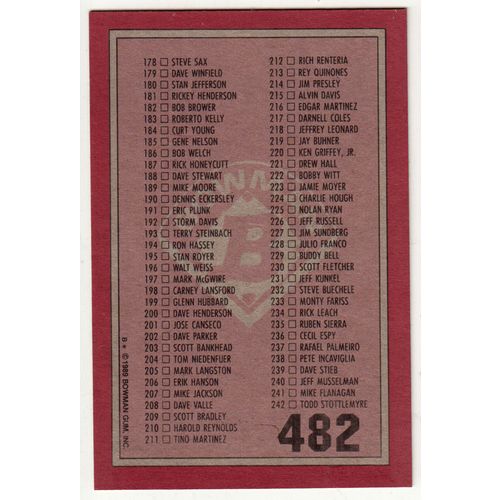 178 □ STEVE SAX
179 □ DAVE WINFIELD
180 □ STAN JEFFERSON
181 □ RICKEY HENDERSON
182 □ BOB BROWER
183 □ ROBERTO KELLY
184 □ CURT YOUNG
185 □ GENE NELSON
186 □ BOB WELCH
187 □ RICK HONEYCUTT
188 □ DAVE STEWART
189 □ MIKE MOORE
190 □ DENNIS ECKERSLEY
191 □ ERIC PLUNK
192 □ STORM DAVIS
193 □ TERRY STEINBACH
194 □ RON HASSEY
195 □ STAN ROYER
196 □ WALT WEISS
197 □ MARK McGWIRE
198 □ CARNEY LANSFORD
199 □ GLENN HUBBARD
200 □ DAVE HENDERSON
201 □ JOSE CANSECO
202 □ DAVE PARKER
203 □ SCOTT BANKHEAD
204 □ TOM NIEDENFUER
205 □ MARK LANGSTON
206 □ ERIK HANSON
207 □ MIKE JACKSON
208 □ DAVE VALLE
209 □ SCOTT BRADLEY
210 □ HAROLD REYNOLDS
211 □ TINO MARTINEZ
212 □ RICH RENTERIA
213 □ REY QUINONES
214 □ JIM PRESLEY
215 □ ALVIN DAVIS
216 □ EDGAR MARTINEZ
217 □ DARNELL COLES
218 □ JEFFREY LEONARD
219 □ JAY BUHNER
220 □ KEN GRIFFEY, JR.
221 □ DREW HALL
222 □ BOBBY WITT
223 □ JAMIE MOYER
224 □ CHARLIE HOUGH
225 □ NOLAN RYAN
226 □ JEFF RUSSELL
227 □ JIM SUNDBERG
228 □ JULIO FRANCO
229 □ BUDDY BELL
230 □ SCOTT FLETCHER
231 □ JEFF KUNKEL
232 □ STEVE BUECHELE
233 □ MONTY FARISS
234 □ RICK LEACH
235 □ RUBEN SIERRA
236 □ CECIL ESPY
237 □ RAFAEL PALMEIRO
238 □ PETE INCAVIGLIA
239 □ DAVE STIEB
240 □ JEFF MUSSELMAN
241 □ MIKE FLANAGAN
242 □ TODD STOTTLEMYRE
482
B * © 1989 BOWMAN GUM, INC.
B